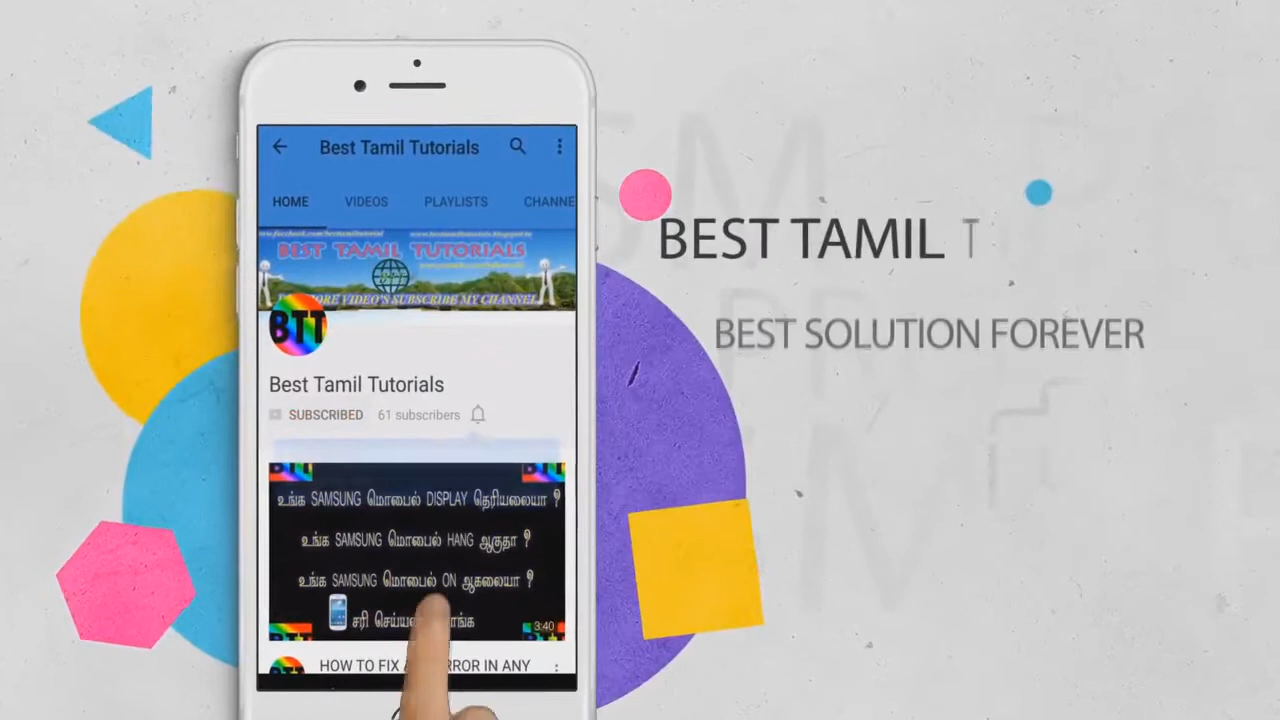 Best Tamil Tutorials
HOME VIDEOS PLAYLISTS CHANNE
BEST TAMIL TUTORIALS
MORE VIDEO'S SUBSCRIBE MY CHANNEL
BTT
Best Tamil Tutorials
SUBSCRIBED 61 subscribers
உங்க SAMSUNG மொபைல் DISPLAY தெரியலையா ?
உங்க SAMSUNG மொபைல் HANG ஆகுதா ?
உங்க SAMSUNG மொபைல் ON ஆகலையா ?
சரி
3:40
HOW TO FIX IN ANY
BEST TAMIL T
BEST SOLUTION FOREVER